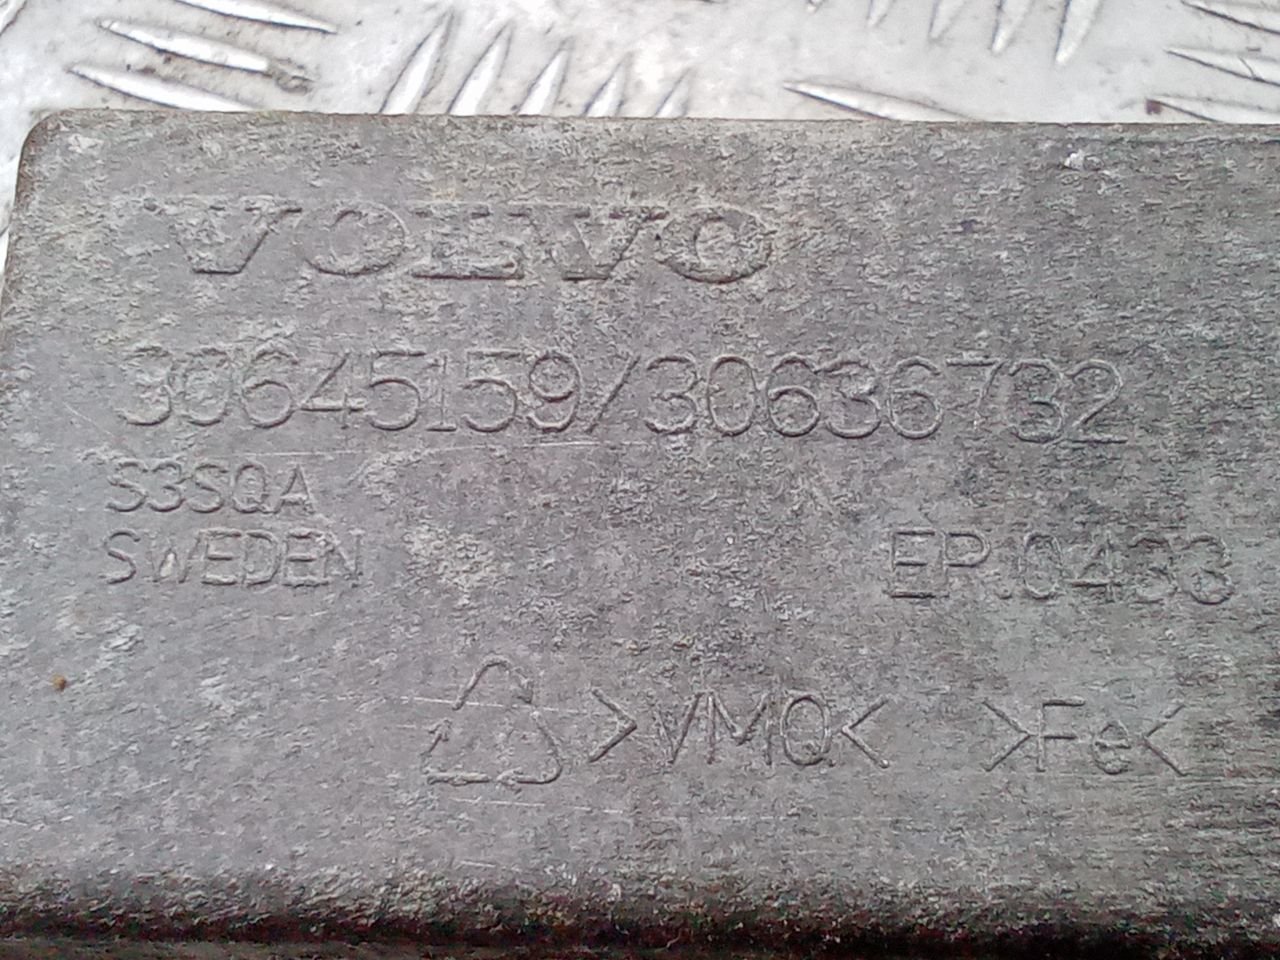 VOLVO
30645159/30636732
S3SQA
SWEDEN
EP.0433
>VMQ< >Fe<